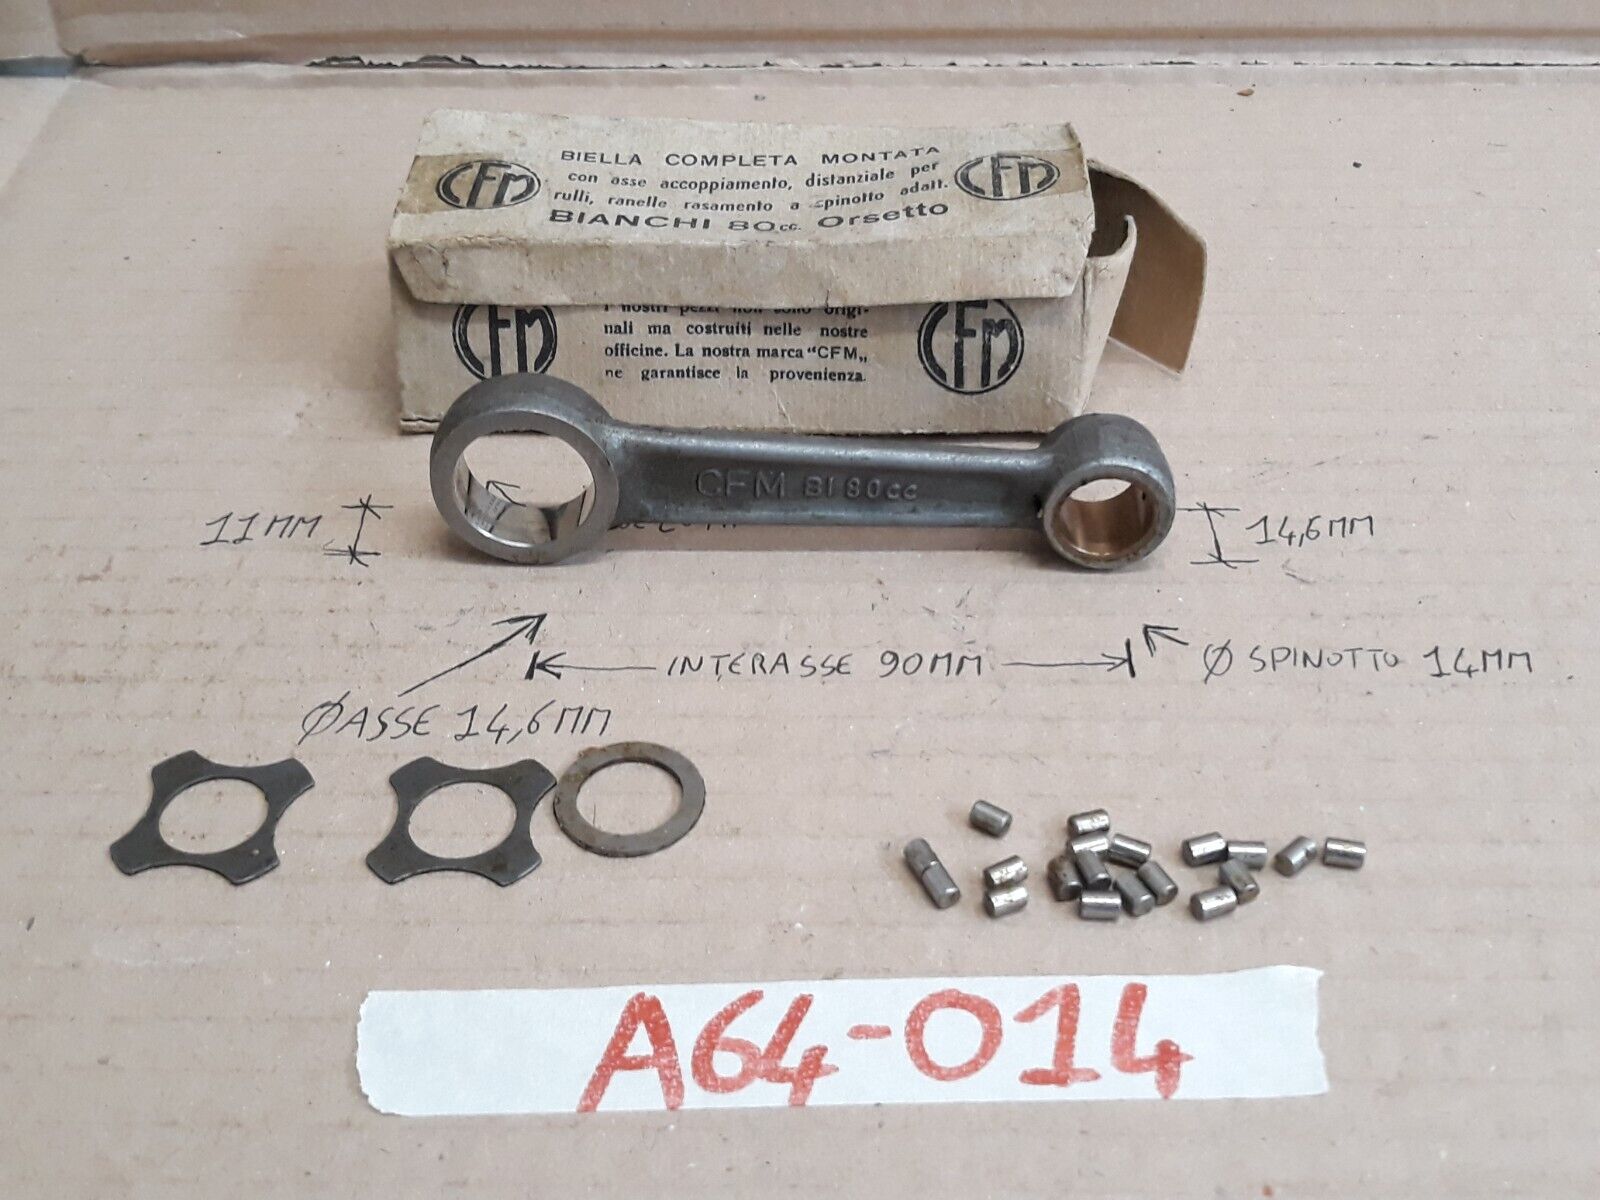 BIELLA COMPLETA MONTATA
CFM con asse accoppiamento, distanziale per CFM
rulli, ranelle rasamento a spinotto adatt.
BIANCHI 80cc. Orsetto
I nostri pezzi non sono origi-
nali ma costruiti nelle nostre
CFM officine. La nostra marca "CFM„ CFM
ne garantisce la provenienza.
CFM BI 80cc
11MM
14,6MM
INTERASSE 90MM
Ø SPINOTTO 14MM
ØASSE 14,6MM
A64-014